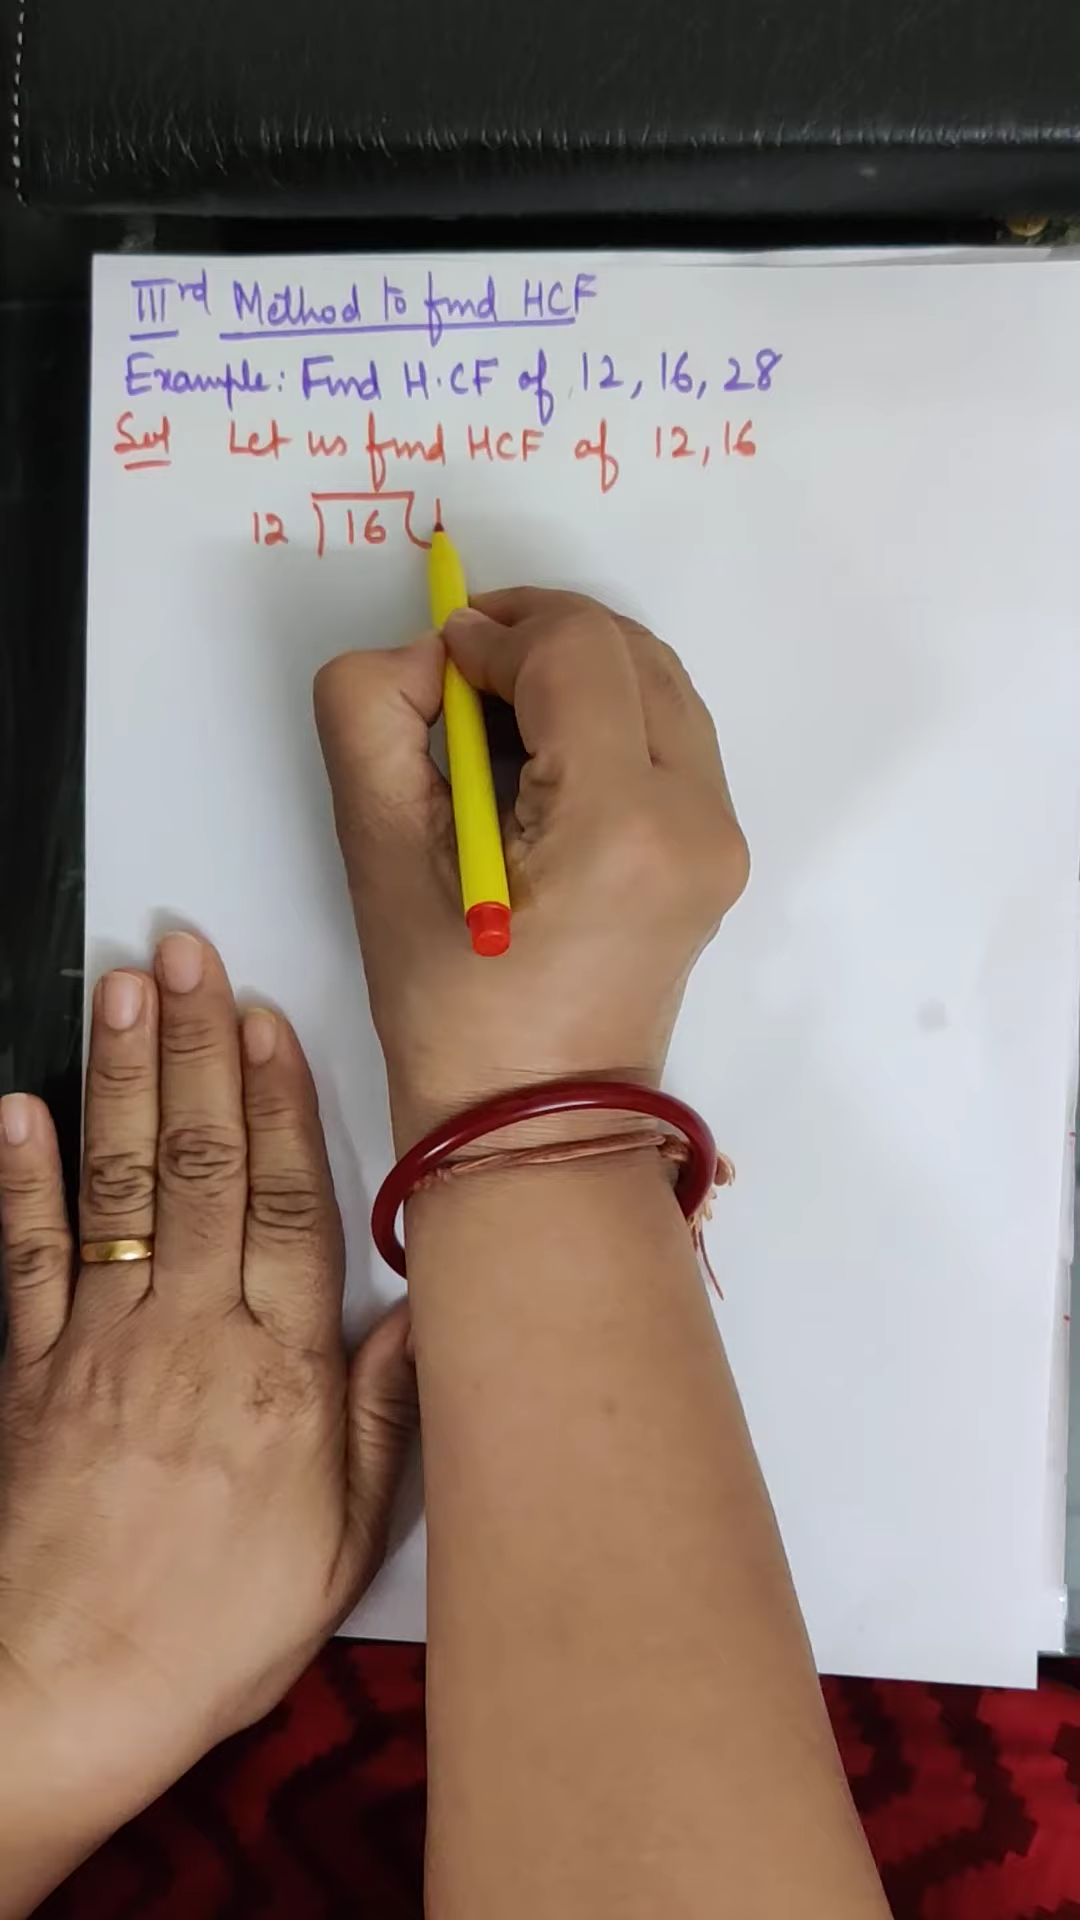 IIIrd Method to find HCF
Example: Find H.CF of 12, 16, 28
Sol Let us find HCF of 12, 16
12 ) 16 ( 1